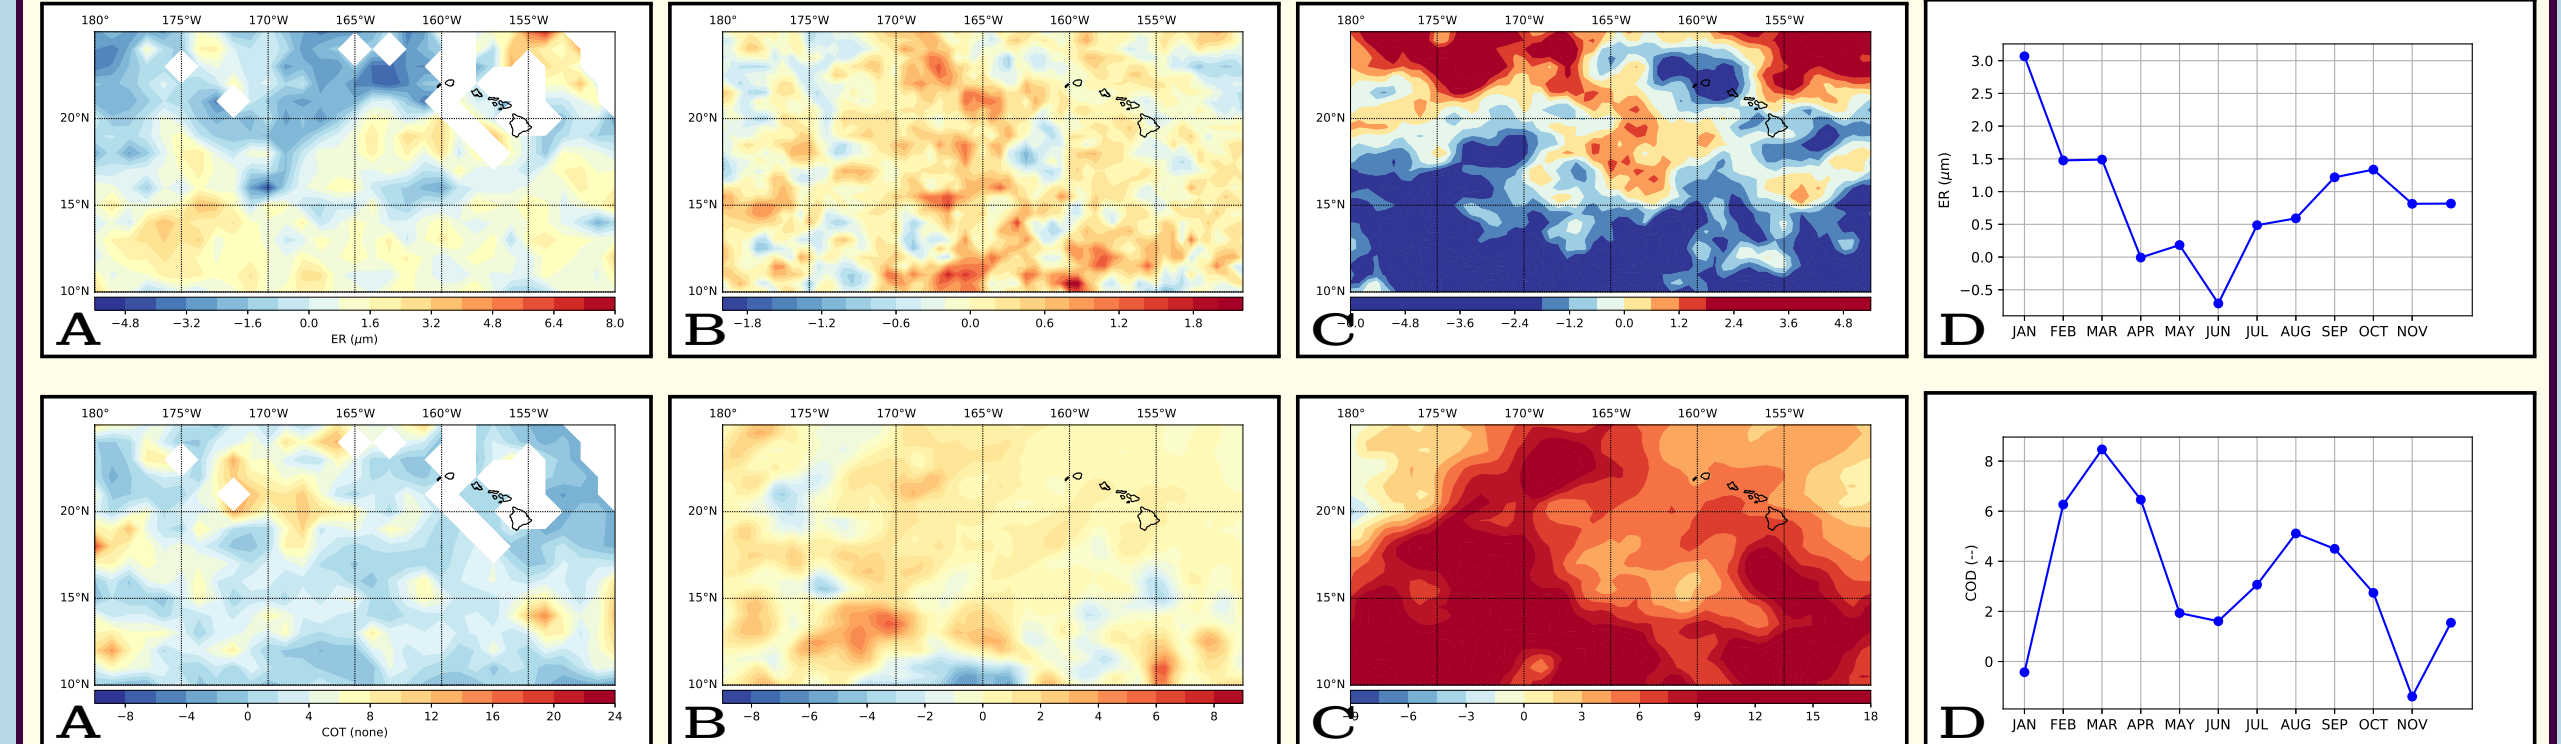 180° 175°W 170°W 165°W 160°W 155°W
20°N
15°N
10°N
−4.8 −3.2 −1.6 0.0 1.6 3.2 4.8 6.4 8.0
ER (μm)
A
180° 175°W 170°W 165°W 160°W 155°W
20°N
15°N
10°N
−1.8 −1.2 −0.6 0.0 0.6 1.2 1.8
B
180° 175°W 170°W 165°W 160°W 155°W
20°N
15°N
10°N
−6.0 −4.8 −3.6 −2.4 −1.2 0.0 1.2 2.4 3.6 4.8
C
3.0
2.5
2.0
1.5
1.0
0.5
0.0
−0.5
ER (μm)
JAN FEB MAR APR MAY JUN JUL AUG SEP OCT NOV
D
180° 175°W 170°W 165°W 160°W 155°W
20°N
15°N
10°N
−8 −4 0 4 8 12 16 20 24
COT (none)
A
180° 175°W 170°W 165°W 160°W 155°W
20°N
15°N
10°N
−8 −6 −4 −2 0 2 4 6 8
B
180° 175°W 170°W 165°W 160°W 155°W
20°N
15°N
10°N
−9 −6 −3 0 3 6 9 12 15 18
C
8
6
4
2
0
COD (--)
JAN FEB MAR APR MAY JUN JUL AUG SEP OCT NOV
D